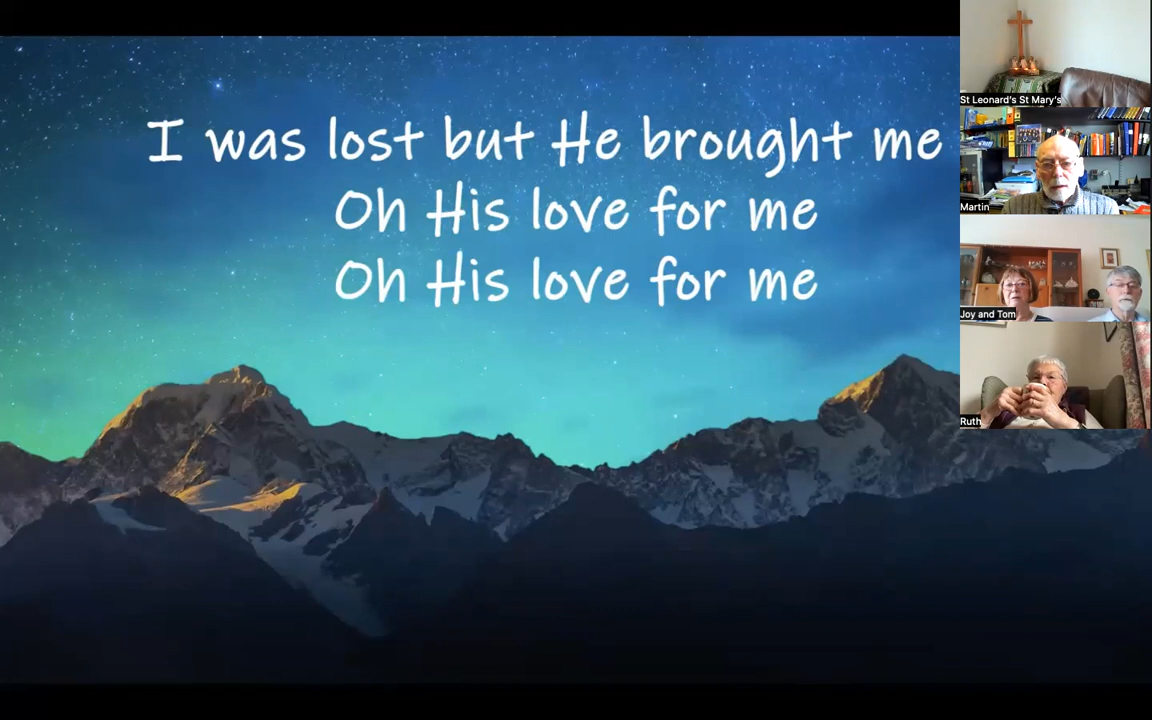 I was lost but He brought me
Oh His love for me
Oh His love for me
St Leonard's St Mary's
Martin
Joy and Tom
Ruth